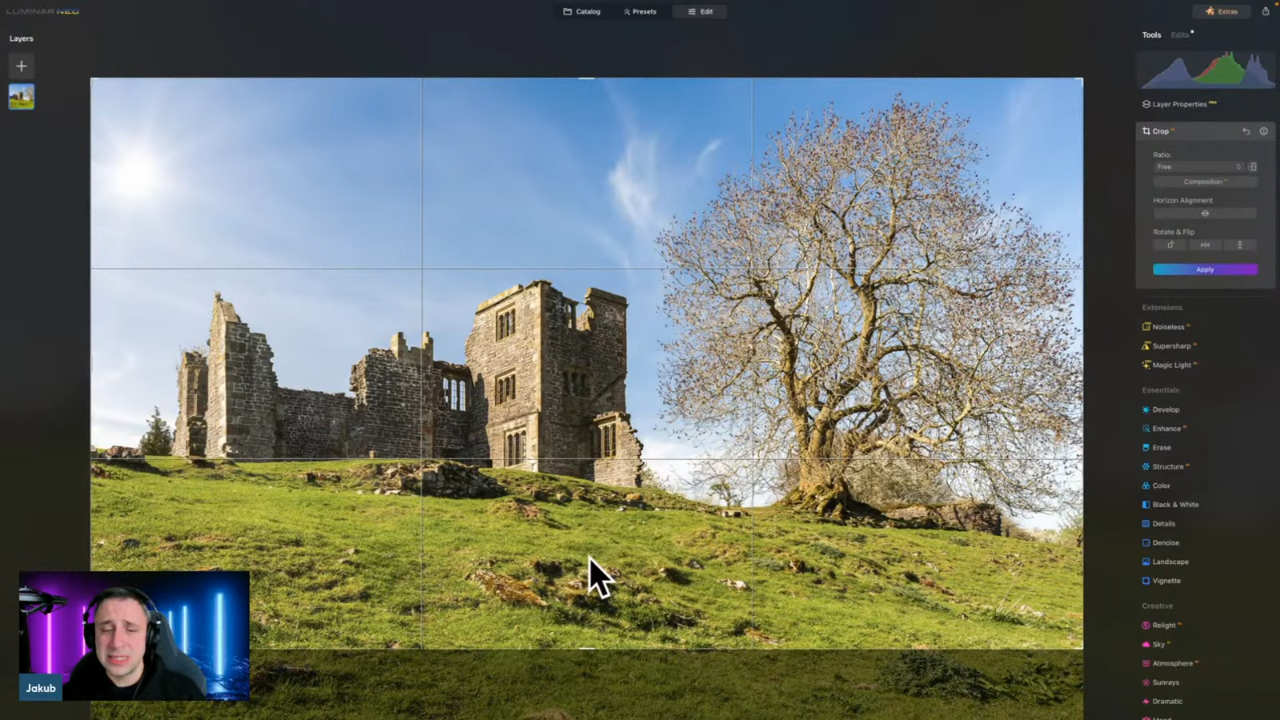 LUMINAR NEO
Catalog
Presets
Edit
Extras
Layers
Tools
Edits
Layer Properties
Crop
Ratio:
Free
Composition
Horizon Alignment
Rotate & Flip
Apply
Extensions
Noiseless
Supersharp
Magic Light
Essentials
Develop
Enhance
Erase
Structure
Color
Black & White
Details
Denoise
Landscape
Vignette
Creative
Relight
Sky
Atmosphere
Sunrays
Dramatic
Jakub